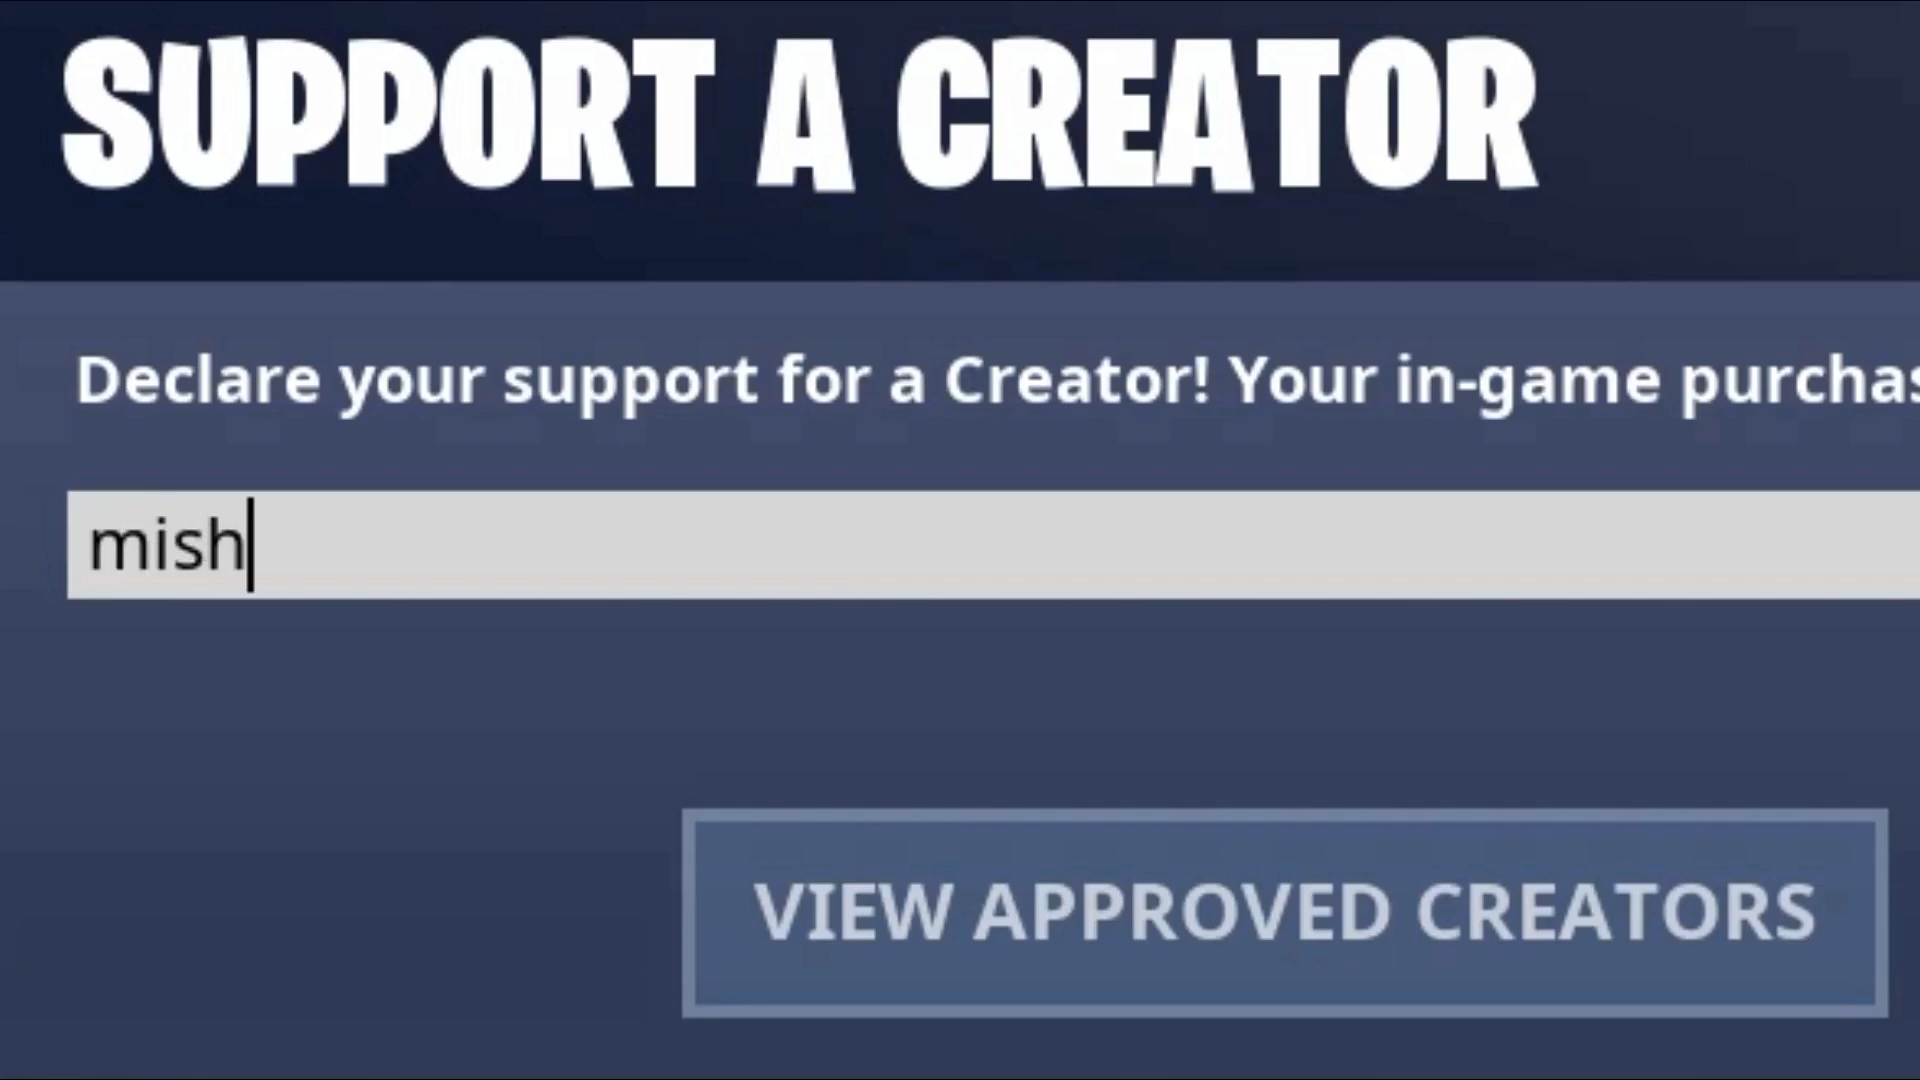 SUPPORT A CREATOR
Declare your support for a Creator! Your in-game purchas
mish
VIEW APPROVED CREATORS